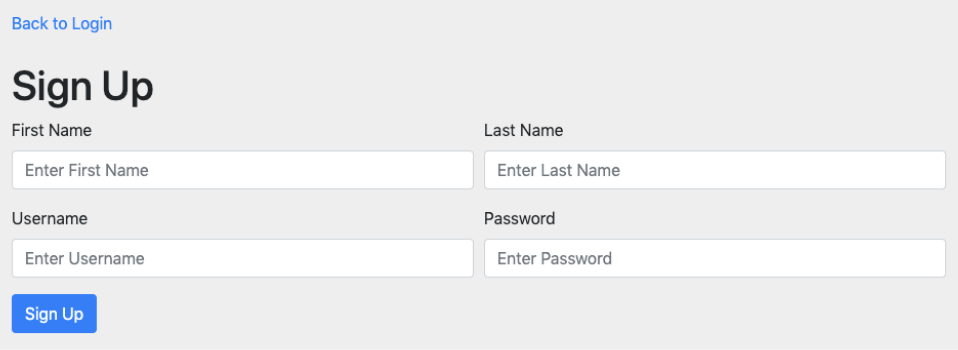 Back to Login
Sign Up
First Name Last Name
Enter First Name Enter Last Name
Username Password
Enter Username Enter Password
Sign Up